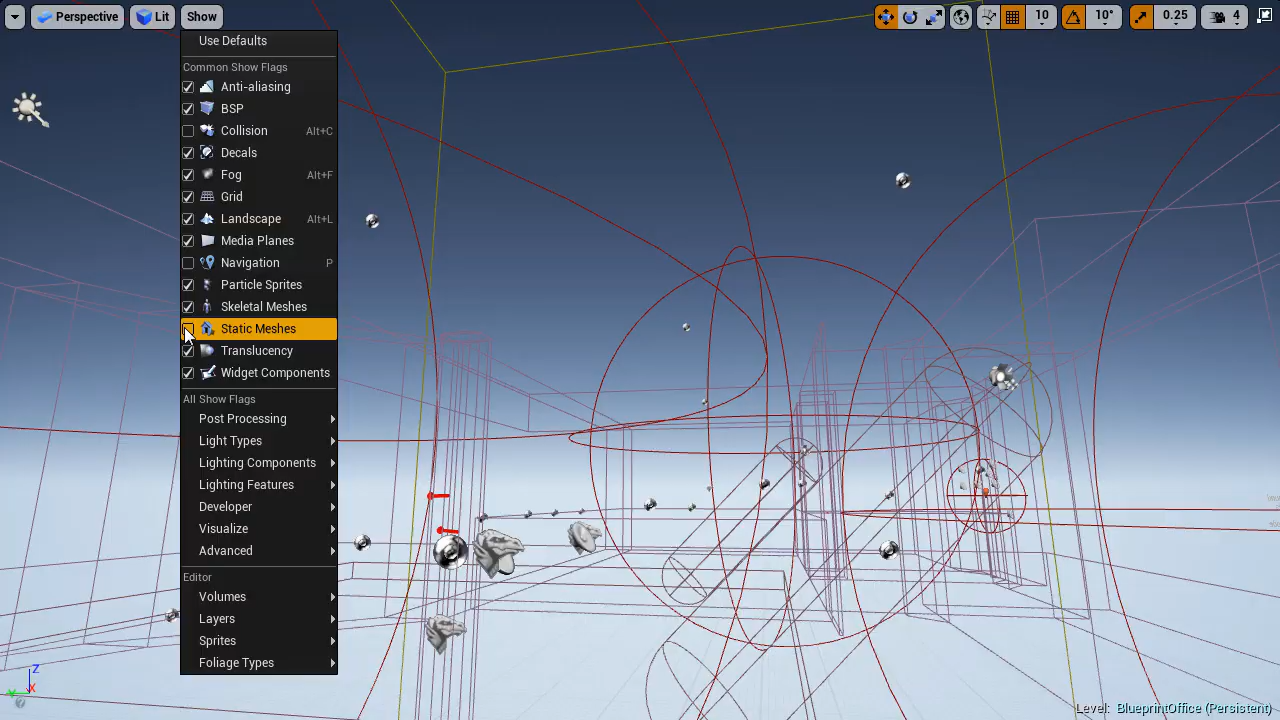 Perspective Lit Show 10 10° 0.25 4
Use Defaults
Common Show Flags
Anti-aliasing
BSP
Collision Alt+C
Decals
Fog Alt+F
Grid
Landscape Alt+L
Media Planes
Navigation P
Particle Sprites
Skeletal Meshes
Static Meshes
Translucency
Widget Components
All Show Flags
Post Processing
Light Types
Lighting Components
Lighting Features
Developer
Visualize
Advanced
Editor
Volumes
Layers
Sprites
Foliage Types
Z
X
Y
Level: BlueprintOffice (Persistent)